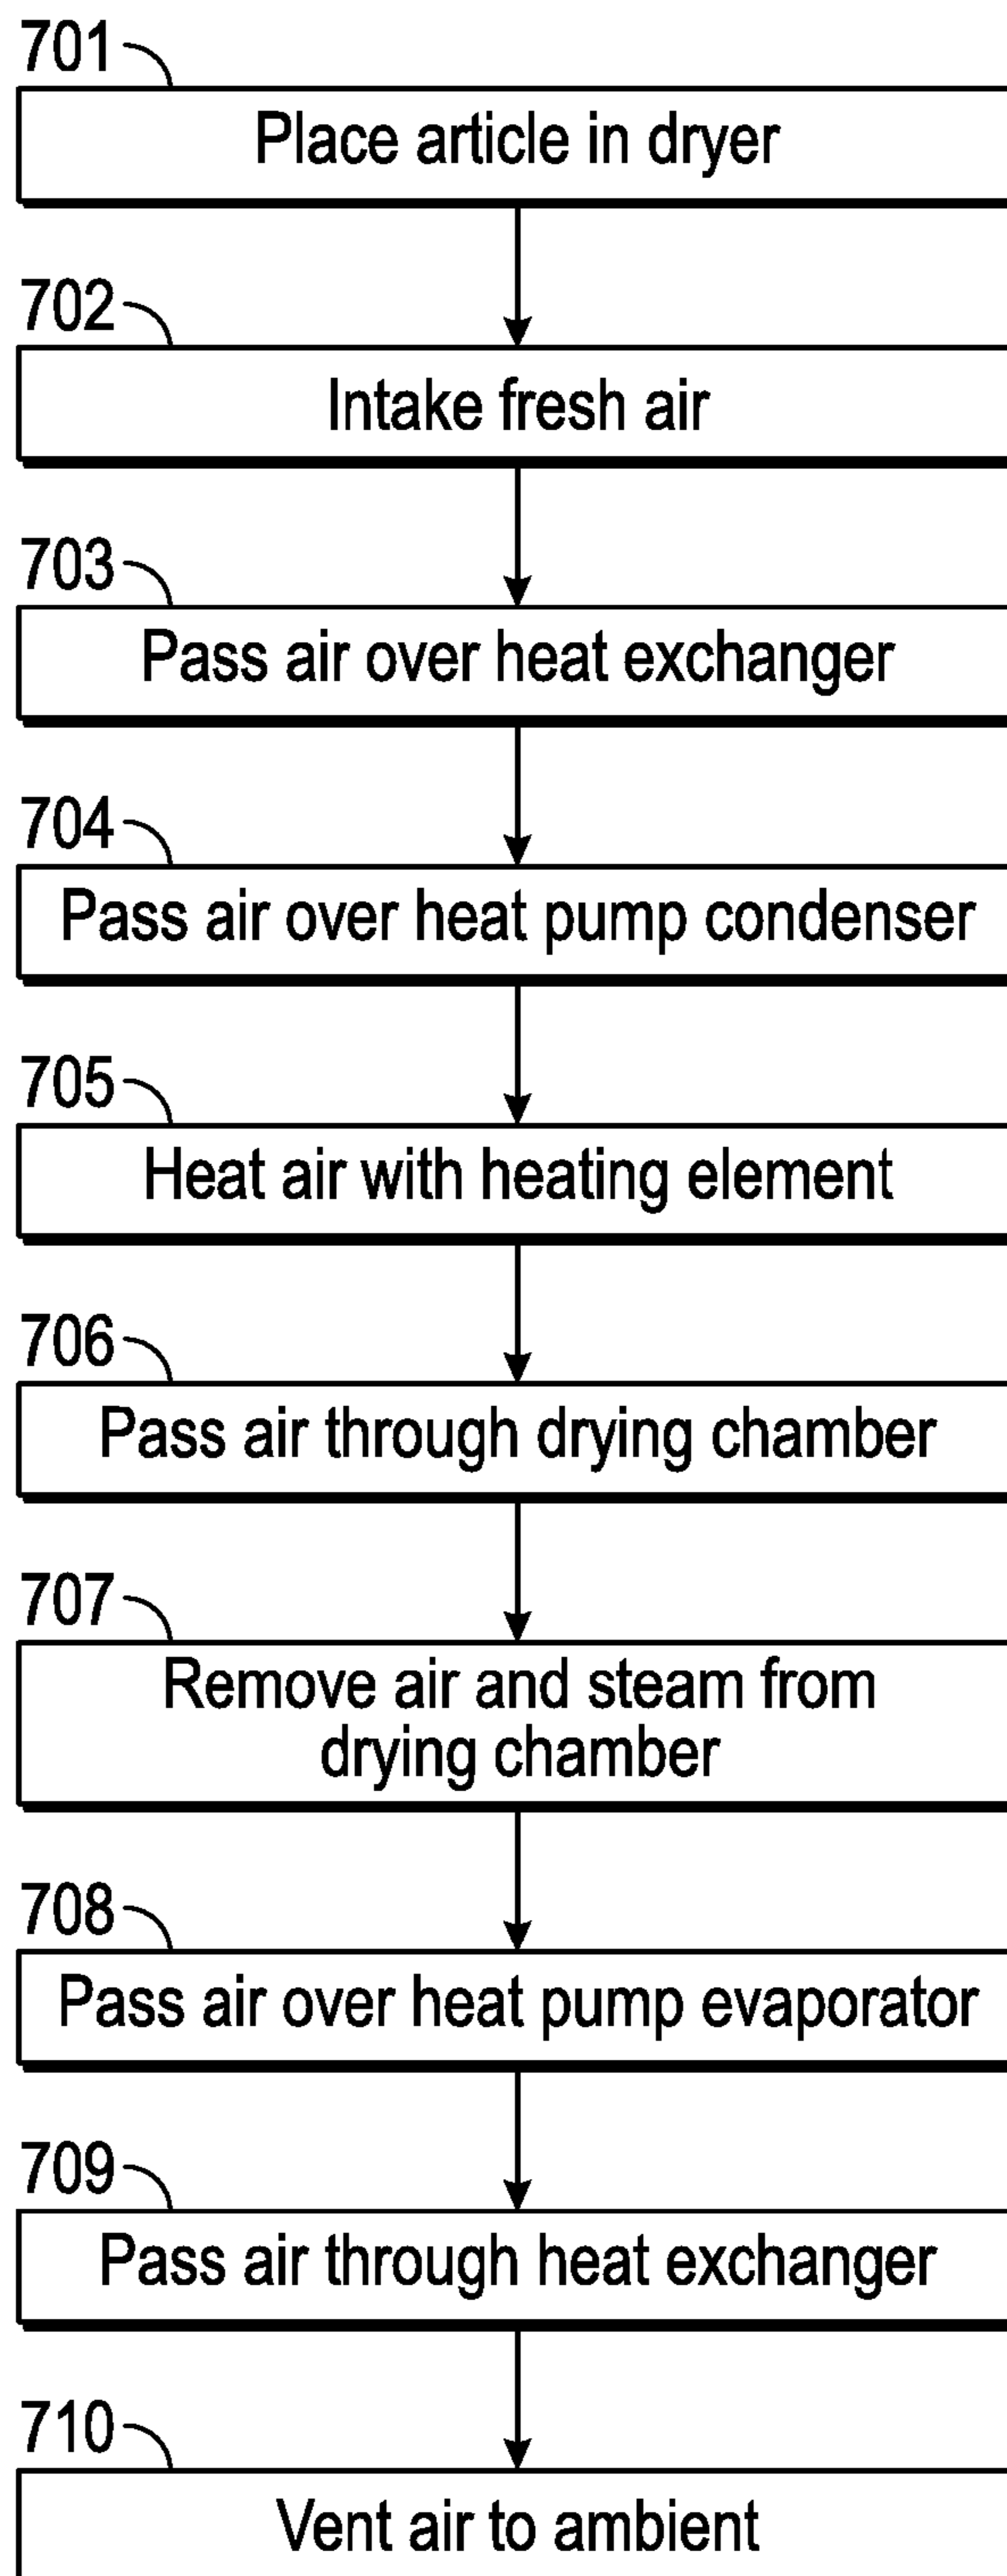 701
Place article in dryer
702
Intake fresh air
703
Pass air over heat exchanger
704
Pass air over heat pump condenser
705
Heat air with heating element
706
Pass air through drying chamber
707
Remove air and steam from
drying chamber
708
Pass air over heat pump evaporator
709
Pass air through heat exchanger
710
Vent air to ambient